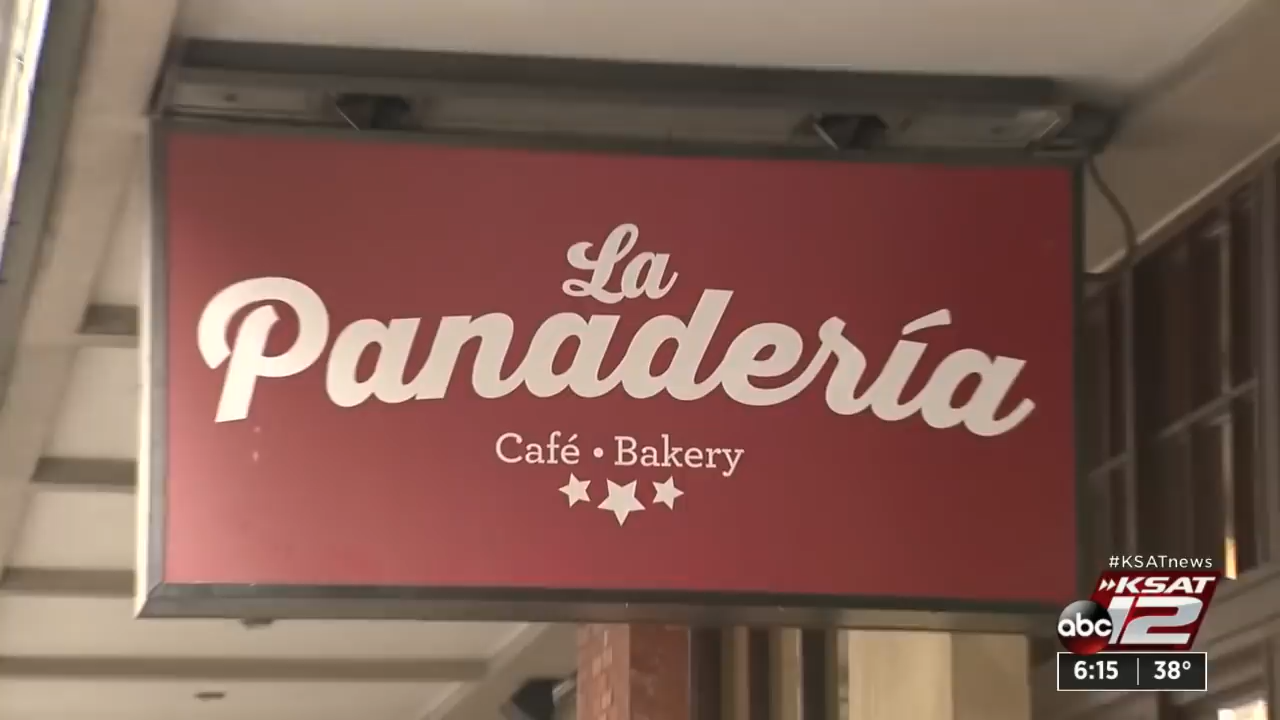 La
Panadería
Café • Bakery
#KSATnews
KSAT
abc 12
6:15 38°